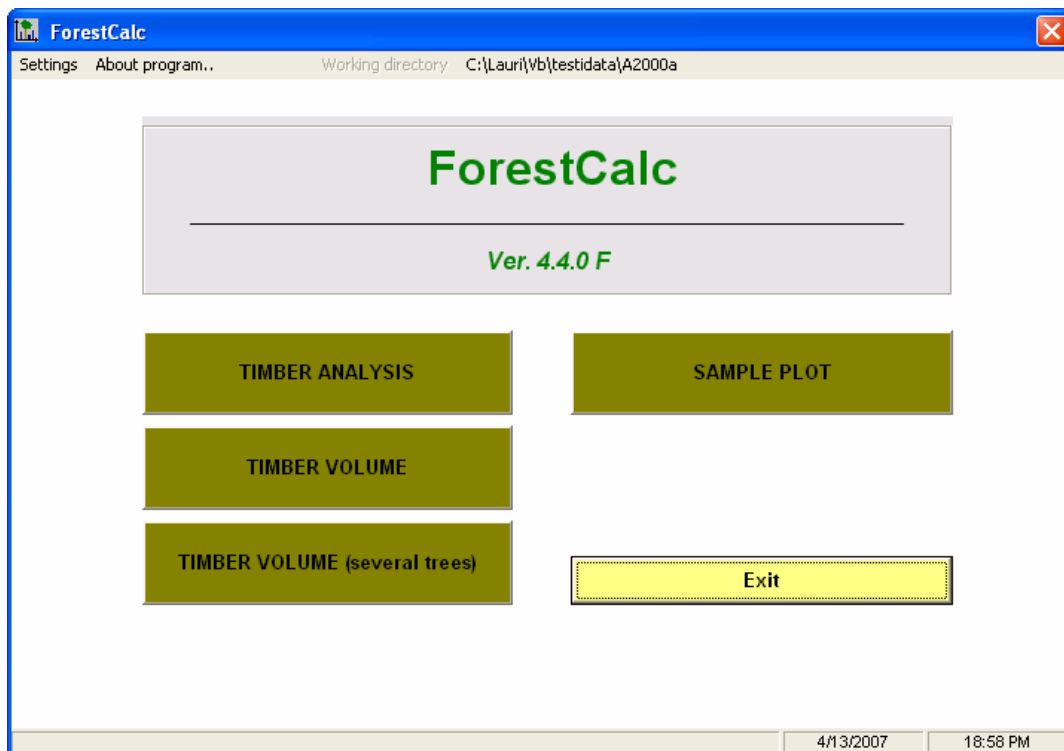 ForestCalc
Settings About program.. Working directory C:\Lauri\Vb\testidata\A2000a
ForestCalc
Ver. 4.4.0 F
TIMBER ANALYSIS
SAMPLE PLOT
TIMBER VOLUME
TIMBER VOLUME (several trees)
Exit
4/13/2007 18:58 PM